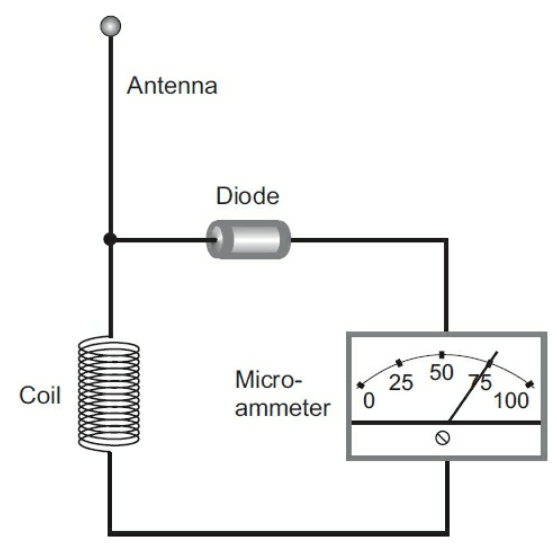 Antenna
Diode
Coil
Micro-
ammeter
0 25 50 75 100